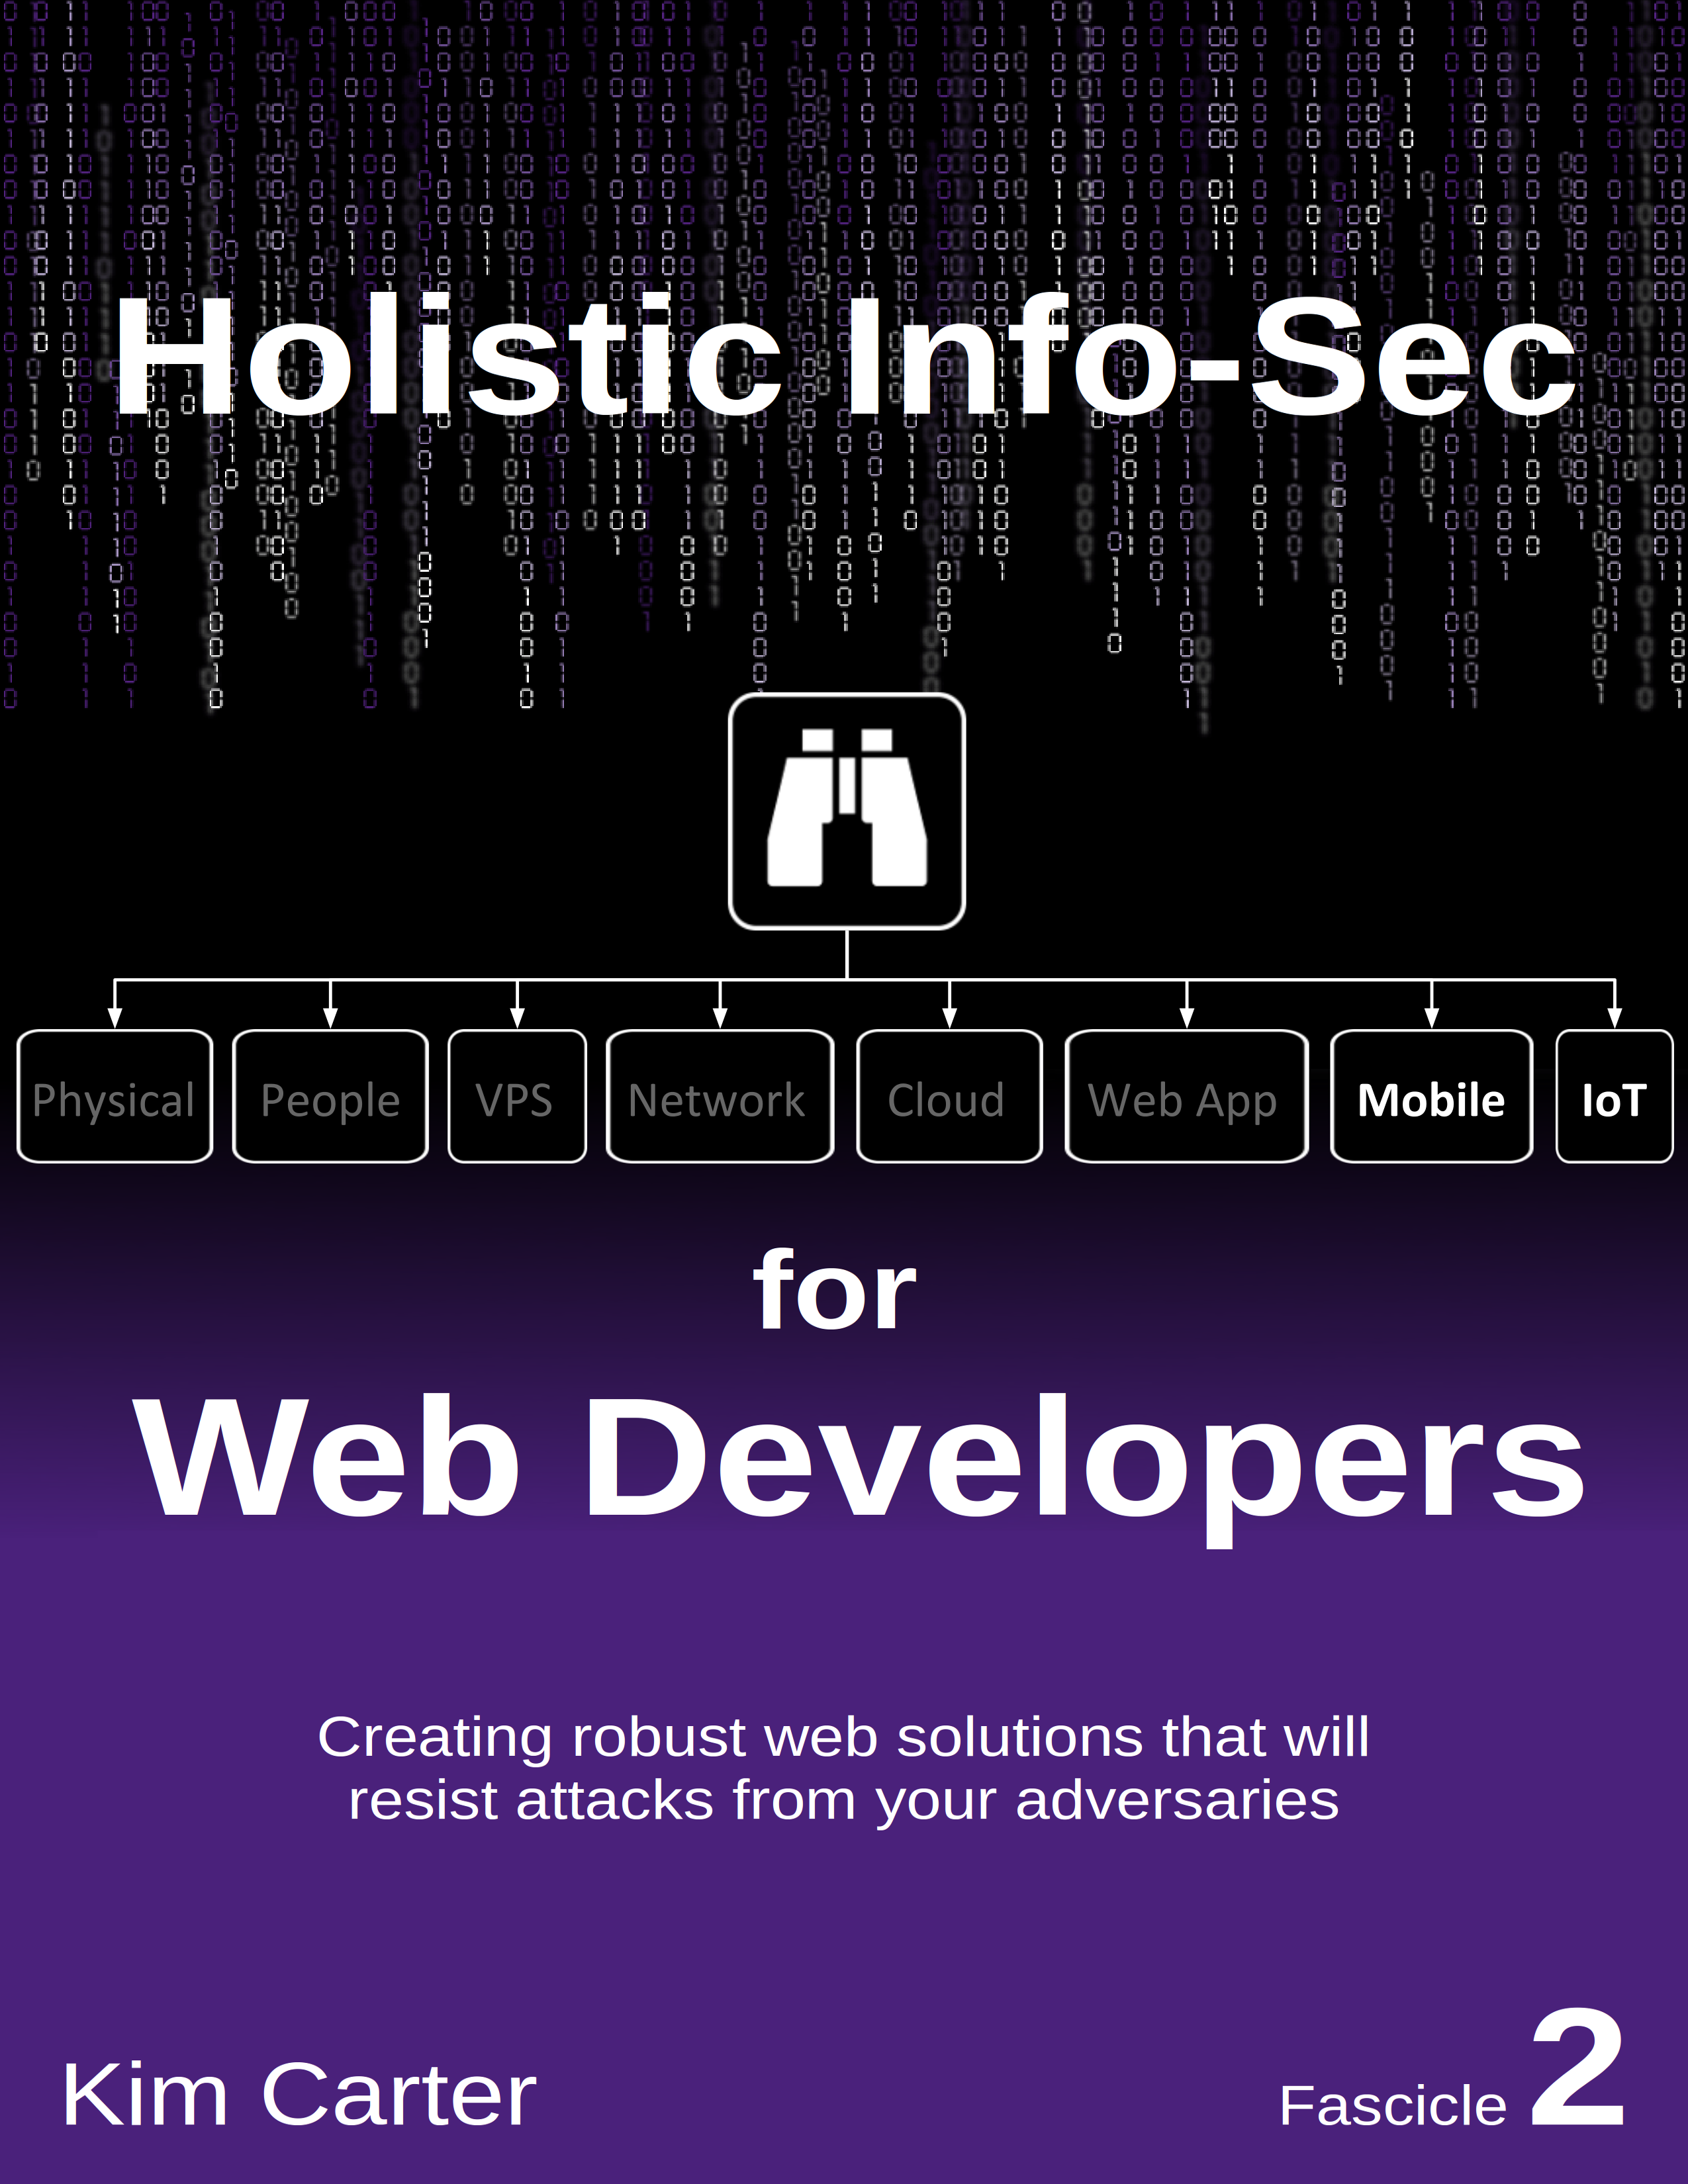 Holistic Info-Sec
Physical People VPS Network Cloud Web App Mobile IoT
for
Web Developers
Creating robust web solutions that will
resist attacks from your adversaries
Kim Carter
Fascicle 2